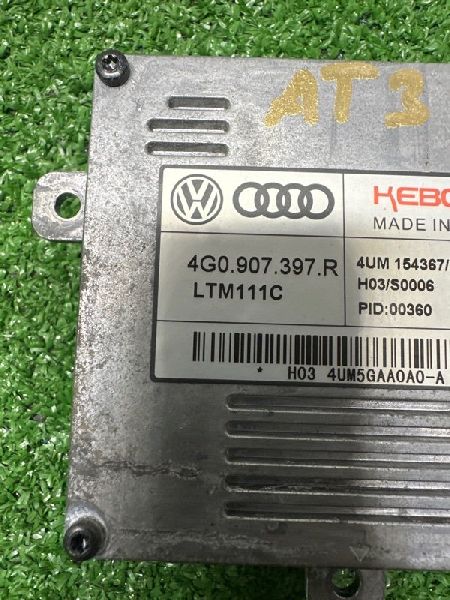 AT3
KEBO
MADE IN
4G0.907.397.R
LTM111C
4UM 154367/
H03/S0006
PID:00360
* H03 4UM5GAA0A0-A